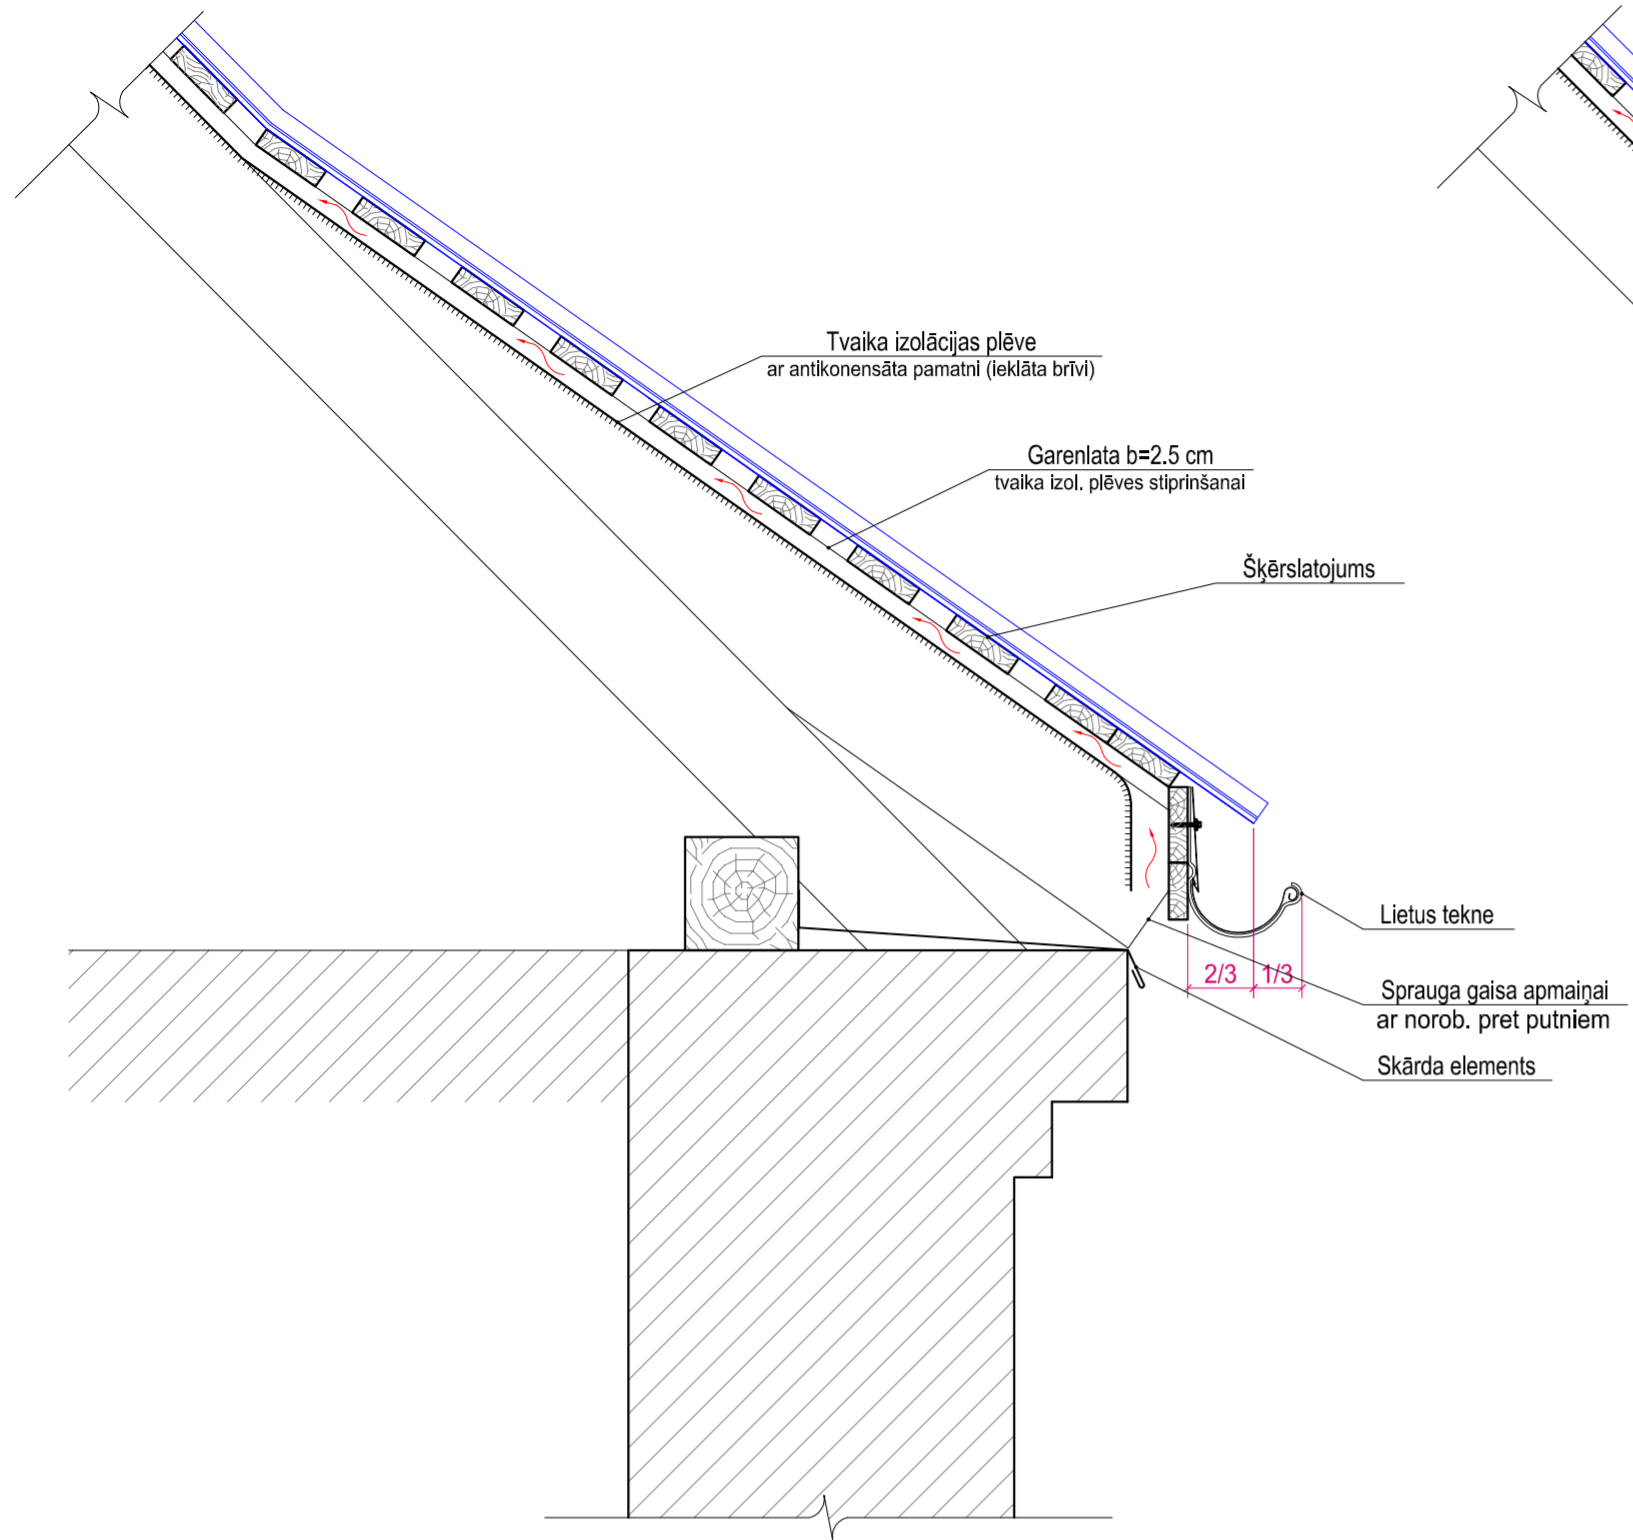 Tvaika izolācijas plēve
ar antikonensāta pamatni (ieklāta brīvi)
Garenlata b=2.5 cm
tvaika izol. plēves stiprinšanai
Šķērslatojums
Lietus tekne
2/3 1/3
Sprauga gaisa apmaiņai
ar norob. pret putniem
Skārda elements